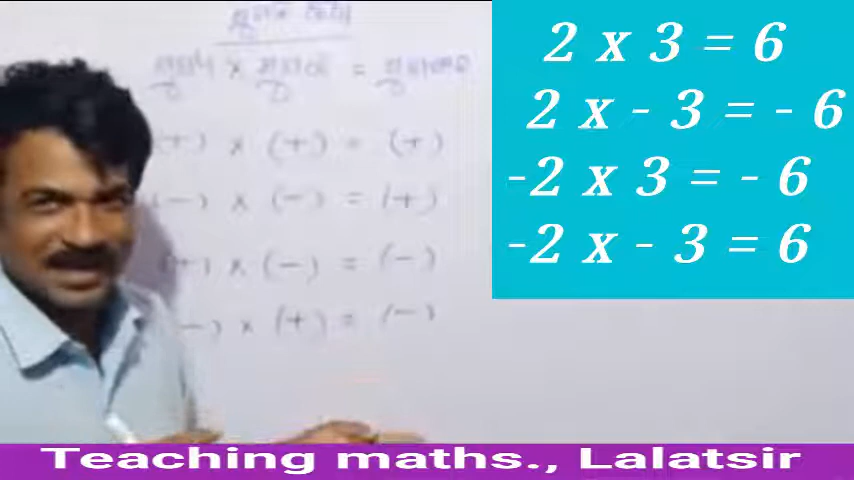 (+) × (+) = (+)
(−) × (−) = (+)
(+) × (−) = (−)
−) × (+) = (−)
2 x 3 = 6
2 x - 3 = - 6
-2 x 3 = - 6
-2 x - 3 = 6
Teaching maths., Lalatsir